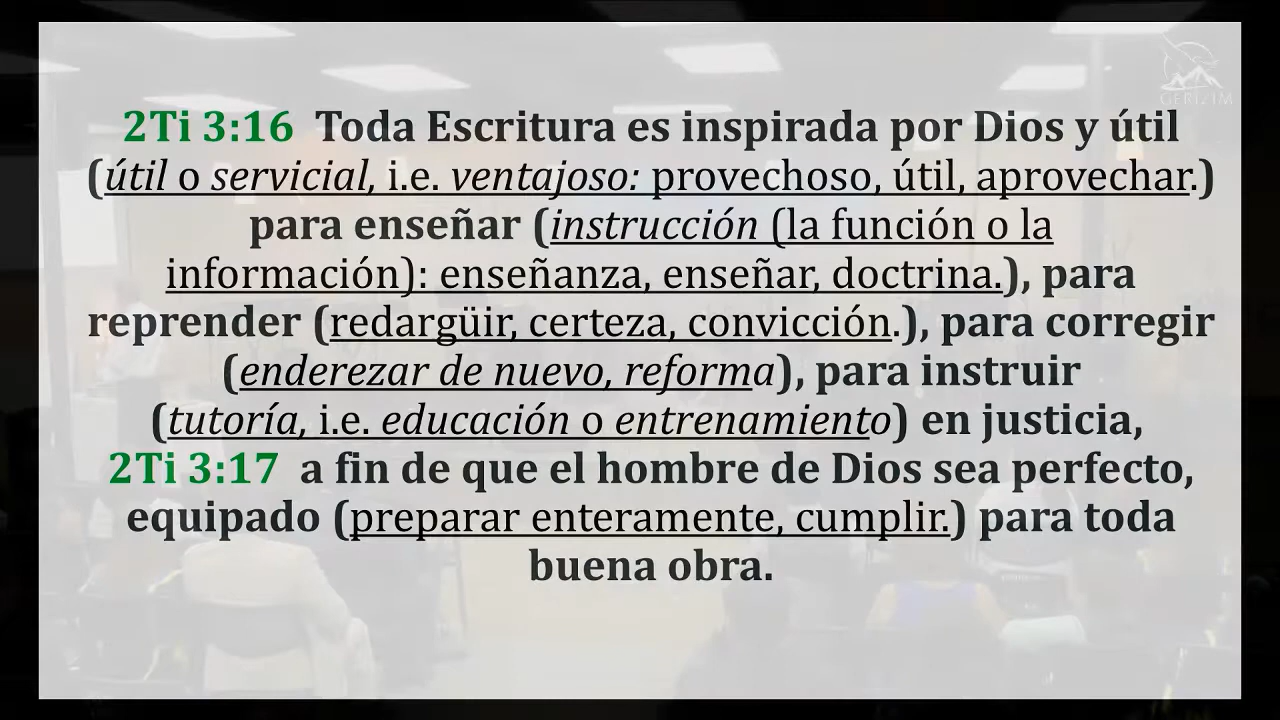 GERIZIM
2Ti 3:16 Toda Escritura es inspirada por Dios y útil
(útil o servicial, i.e. ventajoso: provechoso, útil, aprovechar.)
para enseñar (instrucción (la función o la
información): enseñanza, enseñar, doctrina.), para
reprender (redargüir, certeza, convicción.), para corregir
(enderezar de nuevo, reforma), para instruir
(tutoría, i.e. educación o entrenamiento) en justicia,
2Ti 3:17 a fin de que el hombre de Dios sea perfecto,
equipado (preparar enteramente, cumplir.) para toda
buena obra.